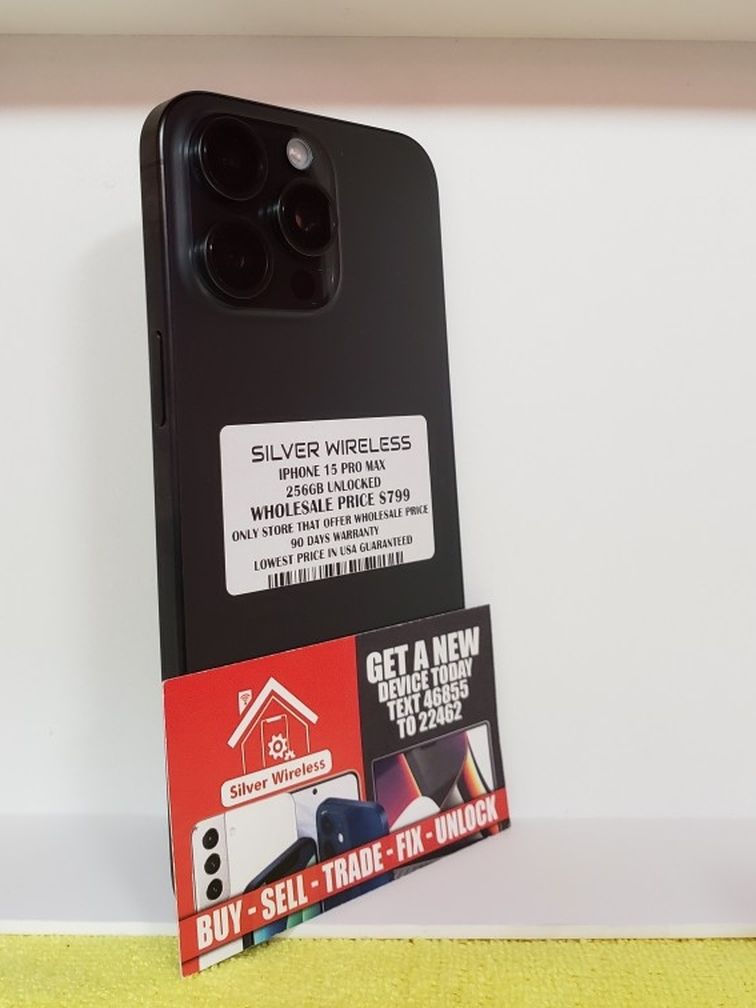 SILVER WIRELESS
IPHONE 15 PRO MAX
256GB UNLOCKED
WHOLESALE PRICE $799
ONLY STORE THAT OFFER WHOLESALE PRICE
90 DAYS WARRANTY
LOWEST PRICE IN USA GUARANTEED
GET A NEW
DEVICE TODAY
TEXT 46855
TO 22462
Silver Wireless
BUY - SELL - TRADE - FIX - UNLOCK